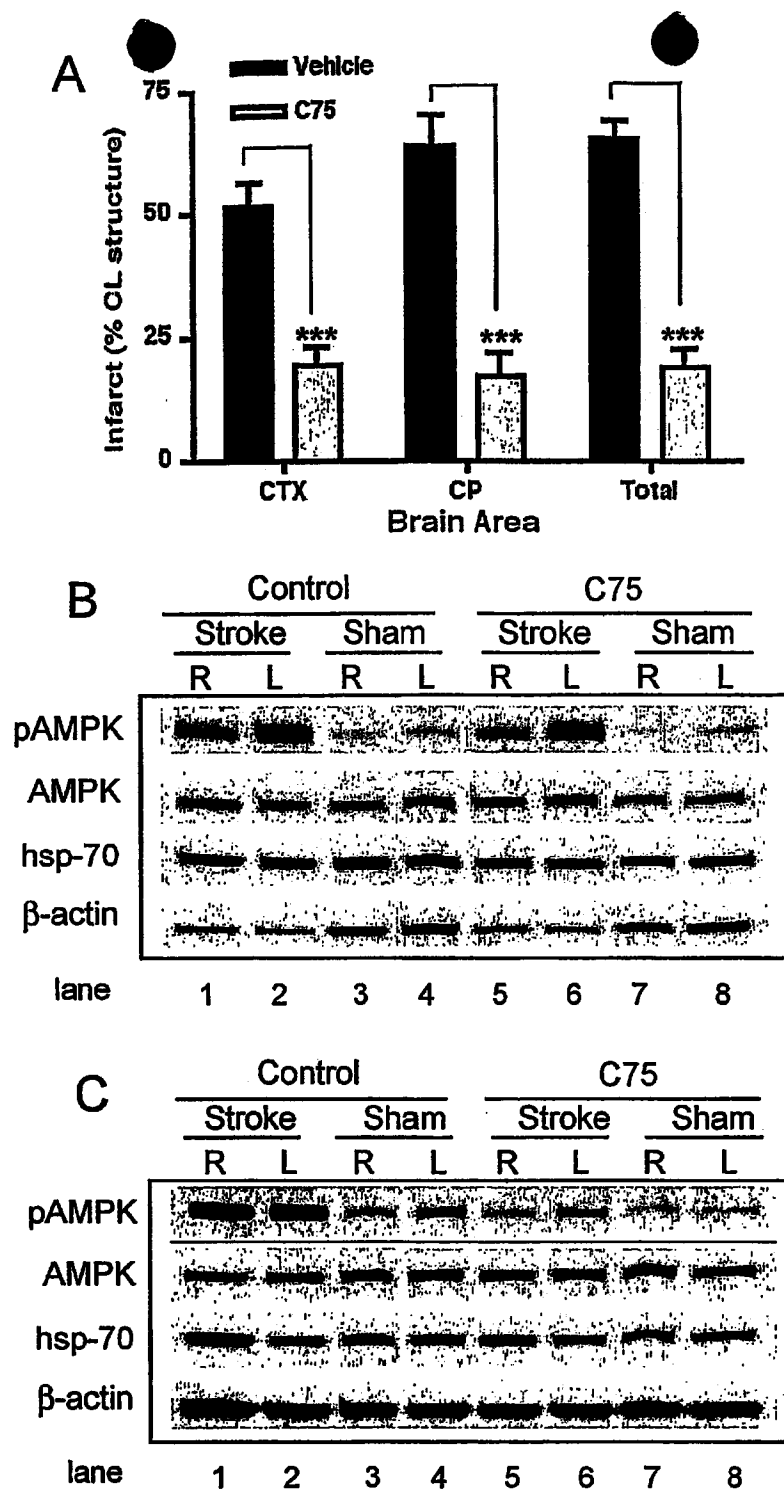 A
Vehicle
C75
75
50
25
0
Infarct (% CL structure)
*** *** ***
CTX CP Total
Brain Area
B
Control C75
Stroke Sham Stroke Sham
R L R L R L R L
pAMPK
AMPK
hsp-70
β-actin
lane 1 2 3 4 5 6 7 8
C
Control C75
Stroke Sham Stroke Sham
R L R L R L R L
pAMPK
AMPK
hsp-70
β-actin
lane 1 2 3 4 5 6 7 8